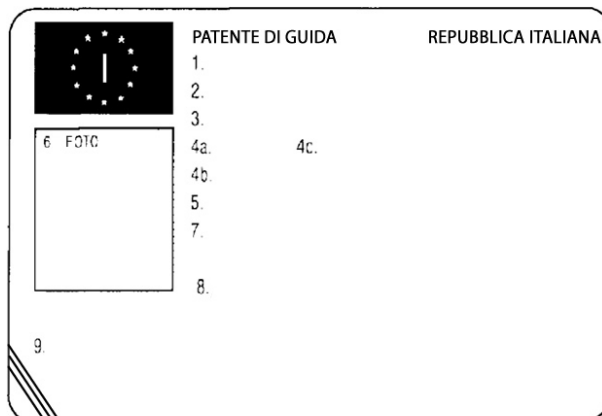 PATENTE DI GUIDA REPUBBLICA ITALIANA
I
1.
2.
3.
6 FOTO
4a. 4c.
4b.
5.
7.
8.
9.